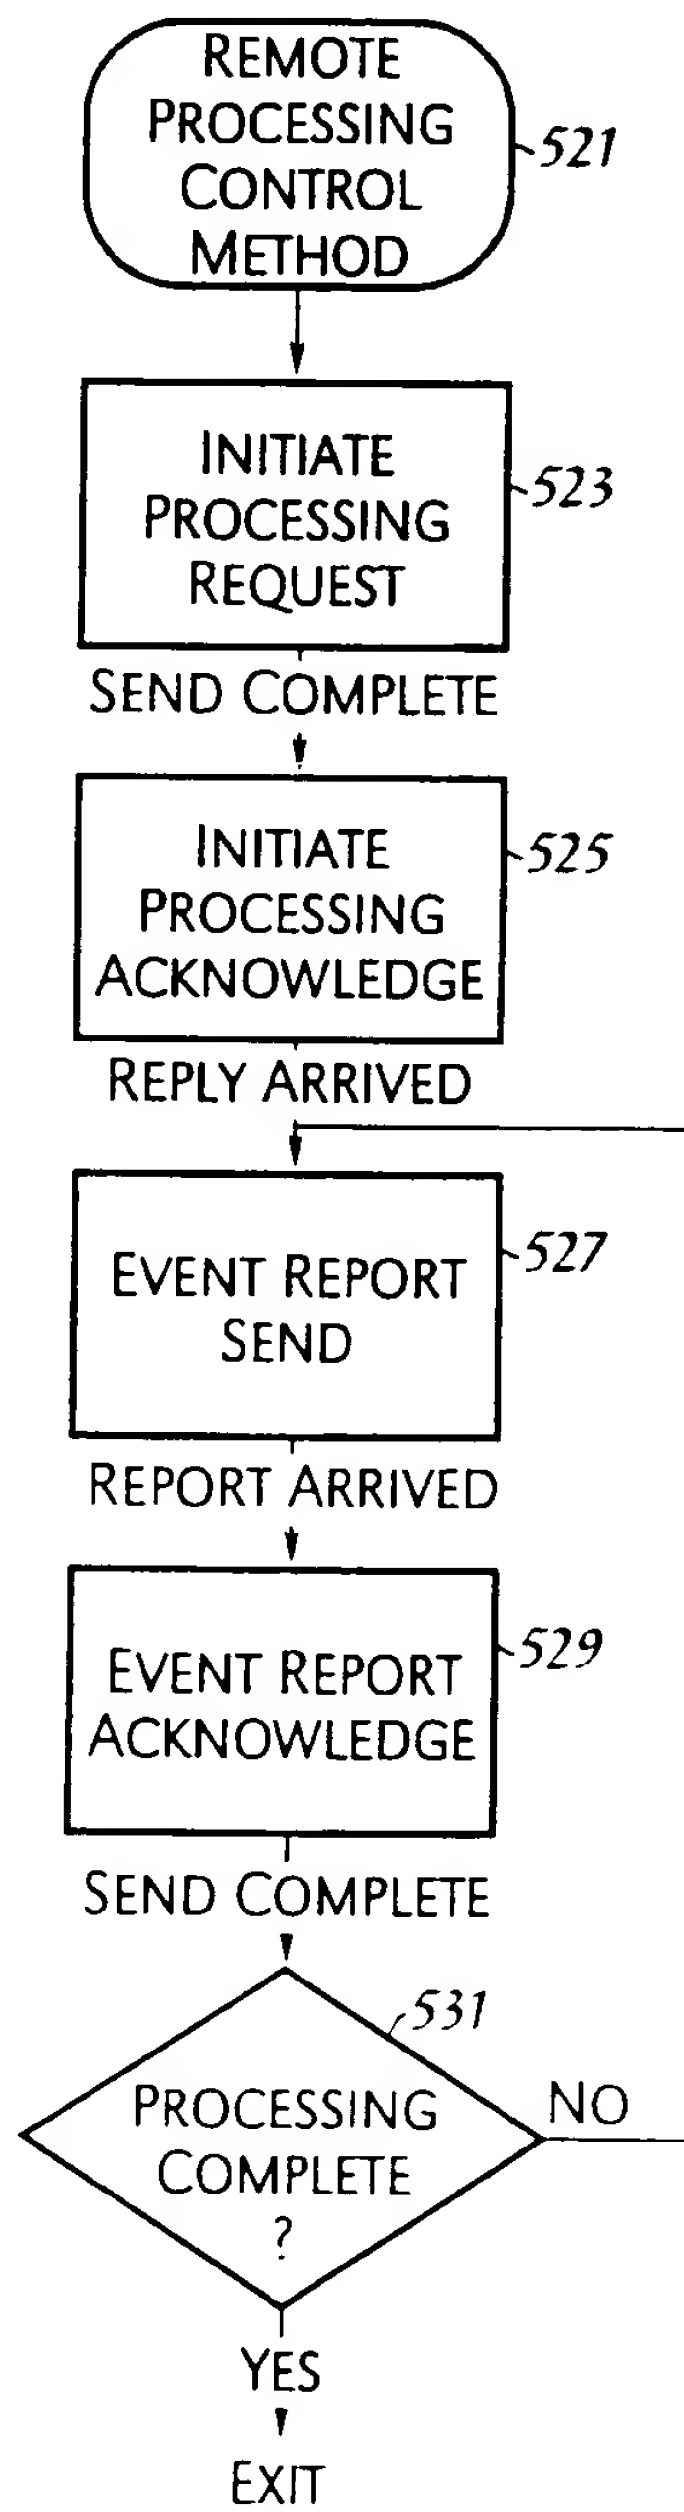 REMOTE
PROCESSING
CONTROL
METHOD
521
INITIATE
PROCESSING
REQUEST
523
SEND COMPLETE
INITIATE
PROCESSING
ACKNOWLEDGE
525
REPLY ARRIVED
EVENT REPORT
SEND
527
REPORT ARRIVED
EVENT REPORT
ACKNOWLEDGE
529
SEND COMPLETE
531
PROCESSING
COMPLETE
?
NO
YES
EXIT